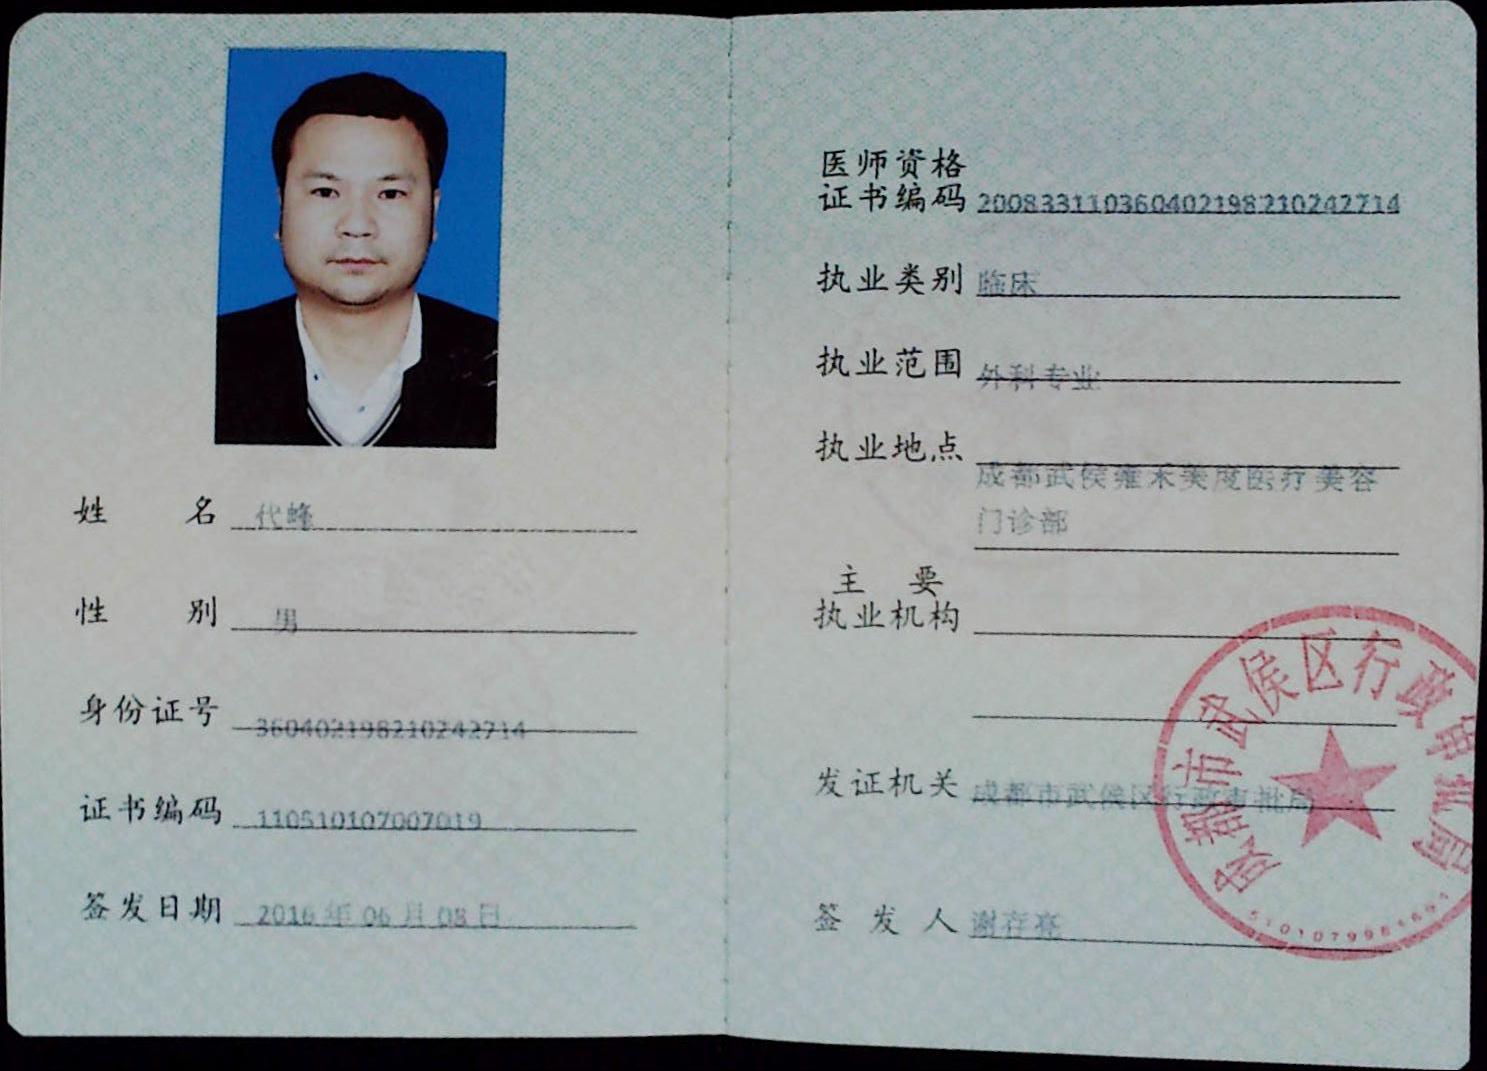 姓 名 代峰
性 别 男
身份证号 360402198210242714
证书编码 110510107007019
签发日期 2016年06月08日
医师资格
证书编码 200833110360402198210242714
执业类别 临床
执业范围 外科专业
执业地点 成都武侯雍禾美度医疗美容
门诊部
主 要
执业机构
发证机关 成都市武侯区行政审批局
签 发 人 谢存亮
成都市武侯区行政审批局